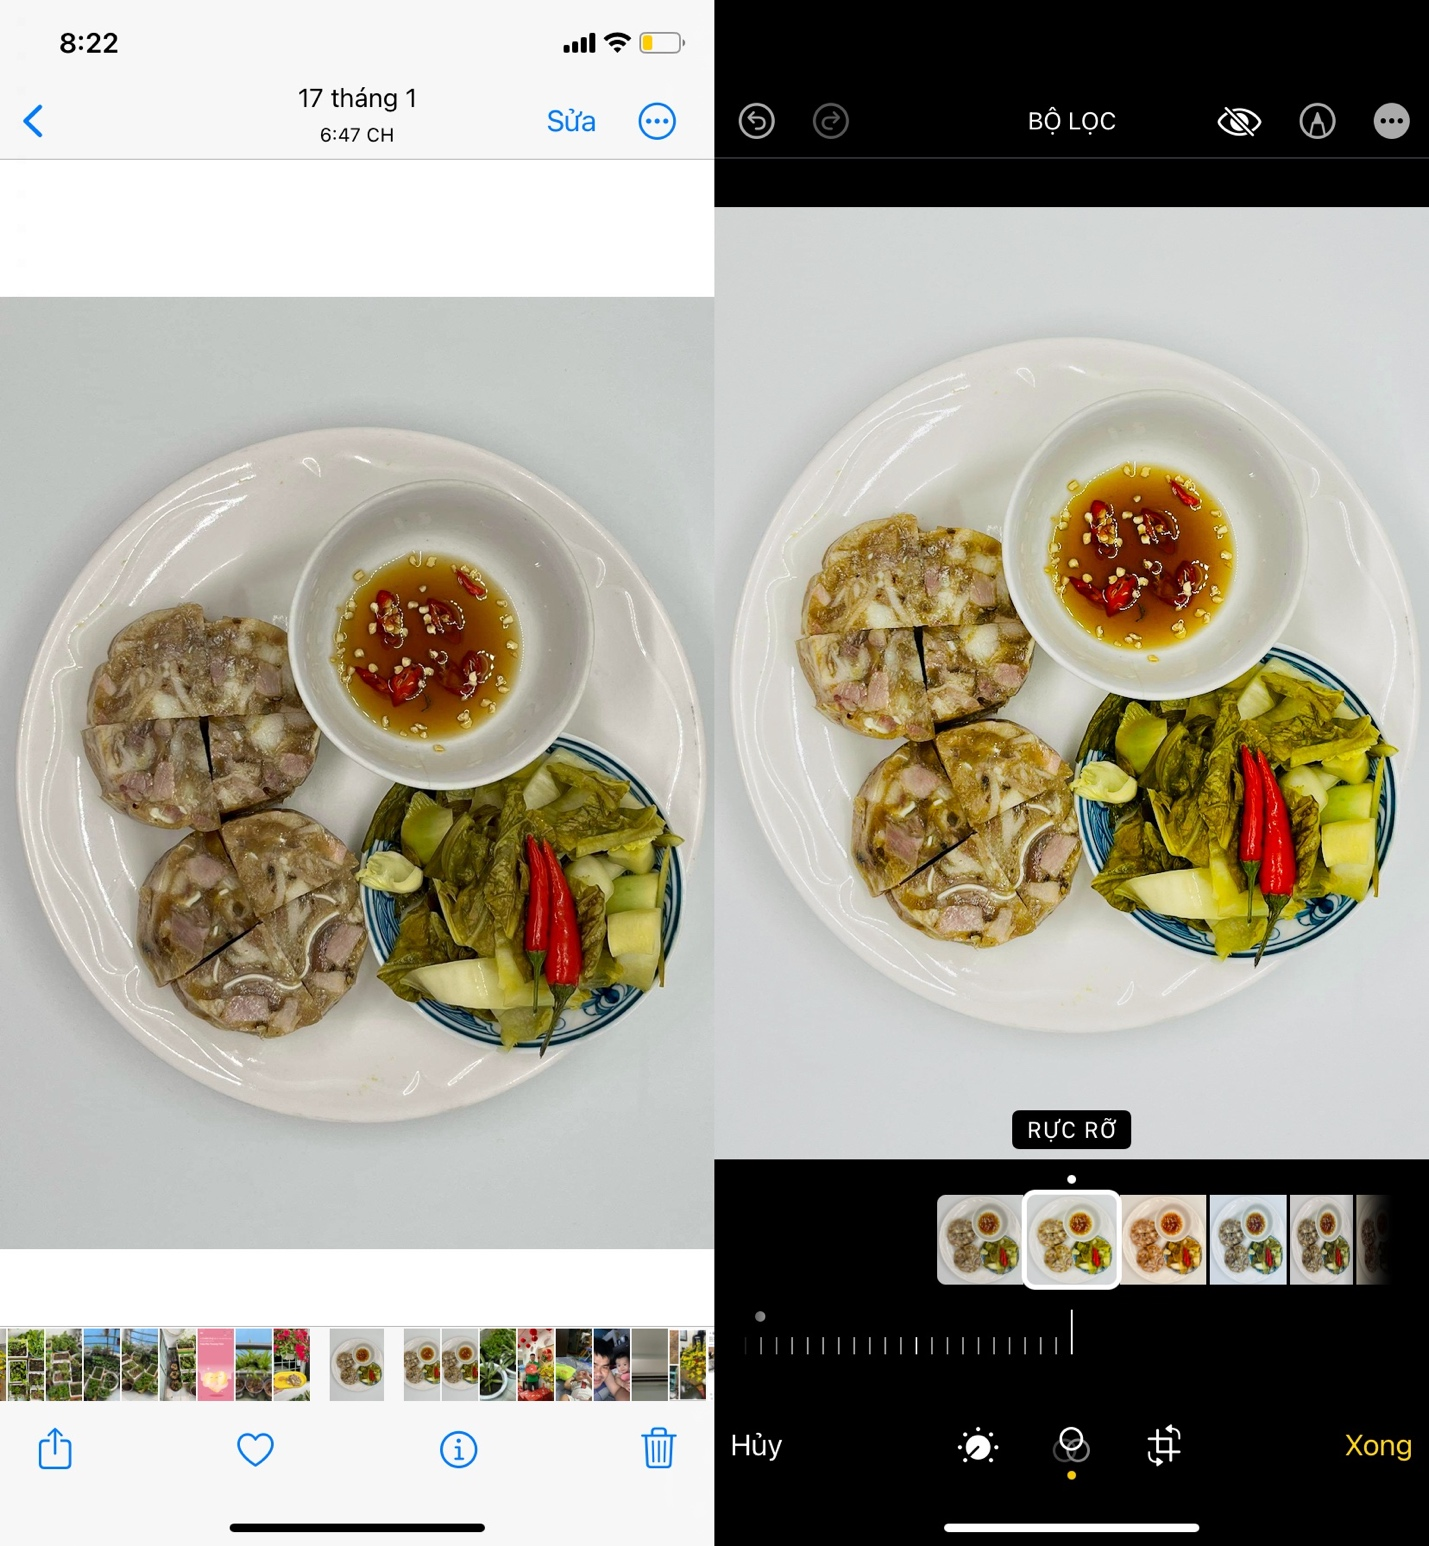 8:22
17 tháng 1
6:47 CH
Sửa
BỘ LỌC
RỰC RỠ
Hủy
Xong